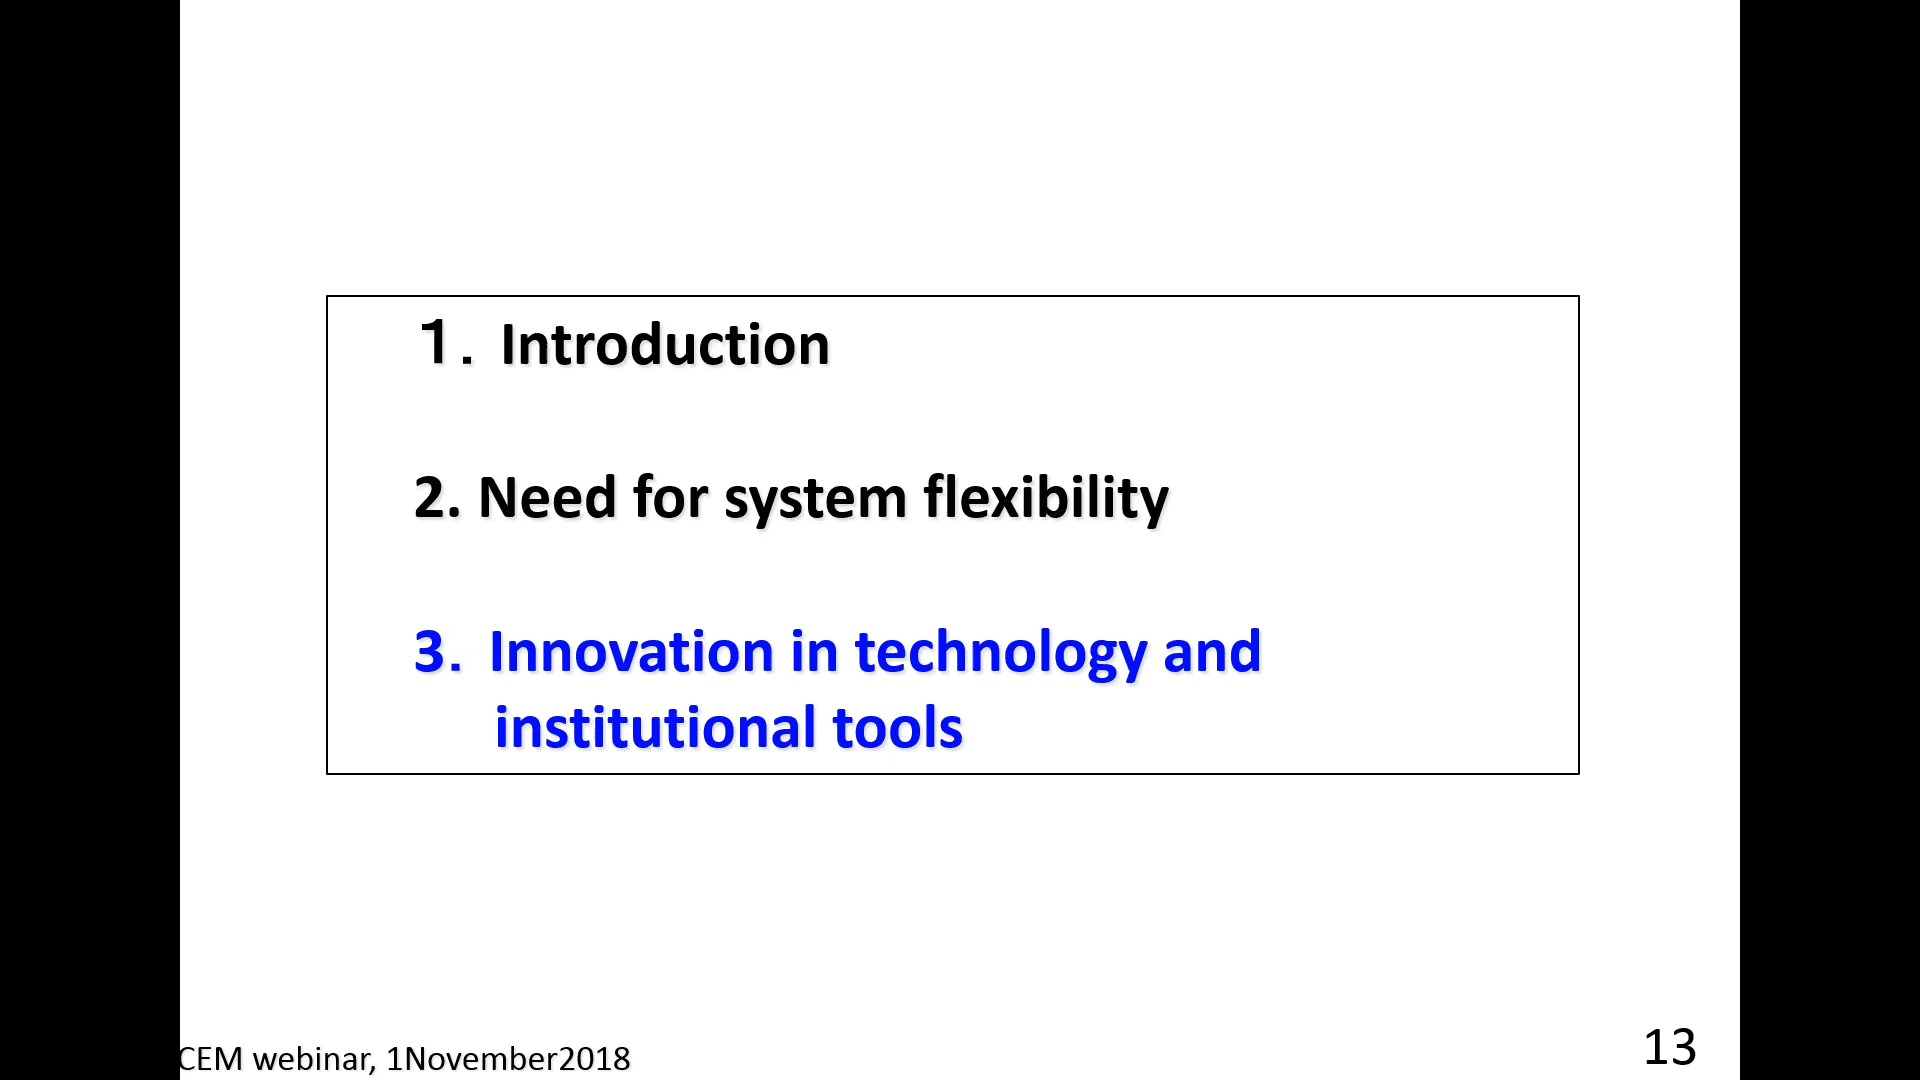 1. Introduction
2. Need for system flexibility
3. Innovation in technology and
institutional tools
CEM webinar, 1November2018
13